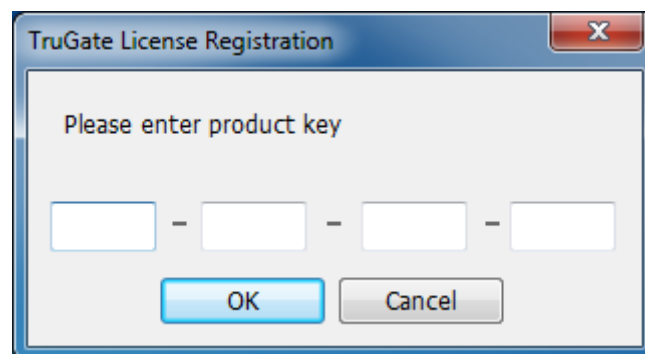 TruGate License Registration
Please enter product key
- - -
OK Cancel